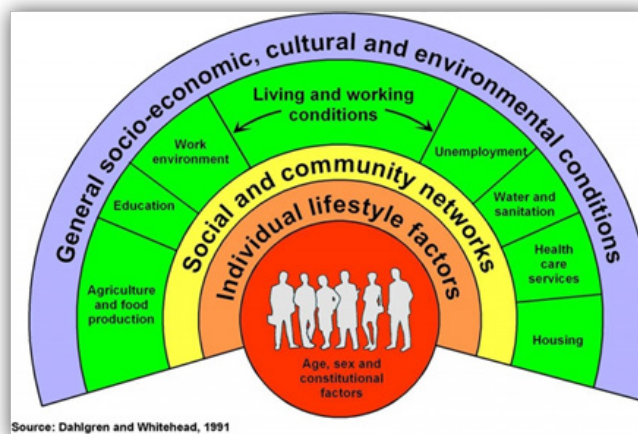 General socio-economic, cultural and environmental conditions
Living and working
conditions
Work
environment
Education
Agriculture
and food
production
Unemployment
Water and
sanitation
Health
care
services
Housing
Social and community networks
Individual lifestyle factors
Age, sex and
constitutional
factors
Source: Dahlgren and Whitehead, 1991